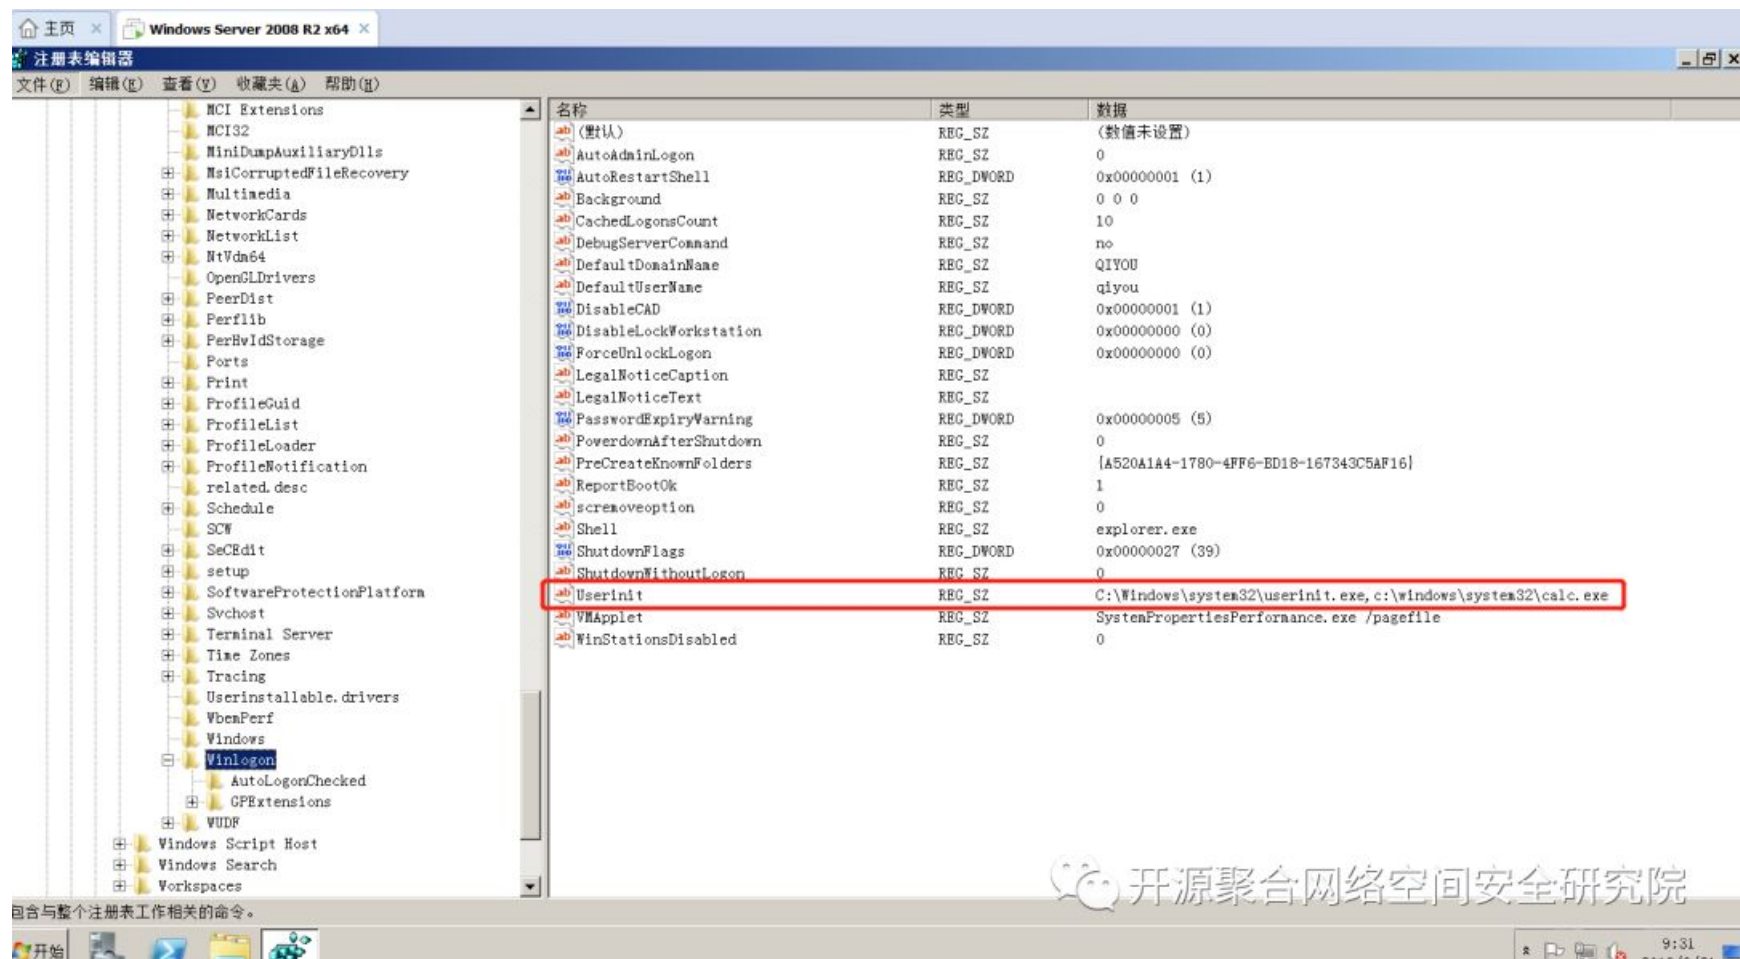 主页 × Windows Server 2008 R2 x64 ×
注册表编辑器
文件(F) 编辑(E) 查看(V) 收藏夹(A) 帮助(H)
MCI Extensions
MCI32
MiniDumpAuxiliaryDlls
MsiCorruptedFileRecovery
Multimedia
NetworkCards
NetworkList
NtVdm64
OpenGLDrivers
PeerDist
Perflib
PerHwIdStorage
Ports
Print
ProfileGuid
ProfileList
ProfileLoader
ProfileNotification
related.desc
Schedule
SCW
SeCEdit
setup
SoftwareProtectionPlatform
Svchost
Terminal Server
Time Zones
Tracing
Userinstallable.drivers
WbemPerf
Windows
Winlogon
AutoLogonChecked
GPExtensions
WUDF
Windows Script Host
Windows Search
Workspaces
名称 类型 数据
(默认) REG_SZ (数值未设置)
AutoAdminLogon REG_SZ 0
AutoRestartShell REG_DWORD 0x00000001 (1)
Background REG_SZ 0 0 0
CachedLogonsCount REG_SZ 10
DebugServerCommand REG_SZ no
DefaultDomainName REG_SZ QIYOU
DefaultUserName REG_SZ qiyou
DisableCAD REG_DWORD 0x00000001 (1)
DisableLockWorkstation REG_DWORD 0x00000000 (0)
ForceUnlockLogon REG_DWORD 0x00000000 (0)
LegalNoticeCaption REG_SZ
LegalNoticeText REG_SZ
PasswordExpiryWarning REG_DWORD 0x00000005 (5)
PowerdownAfterShutdown REG_SZ 0
PreCreateKnownFolders REG_SZ {A520A1A4-1780-4FF6-BD18-167343C5AF16}
ReportBootOk REG_SZ 1
scremoveoption REG_SZ 0
Shell REG_SZ explorer.exe
ShutdownFlags REG_DWORD 0x00000027 (39)
ShutdownWithoutLogon REG_SZ 0
Userinit REG_SZ C:\Windows\system32\userinit.exe,c:\windows\system32\calc.exe
VMApplet REG_SZ SystemPropertiesPerformance.exe /pagefile
WinStationsDisabled REG_SZ 0
开源聚合网络空间安全研究院
包含与整个注册表工作相关的命令。
开始 9:31